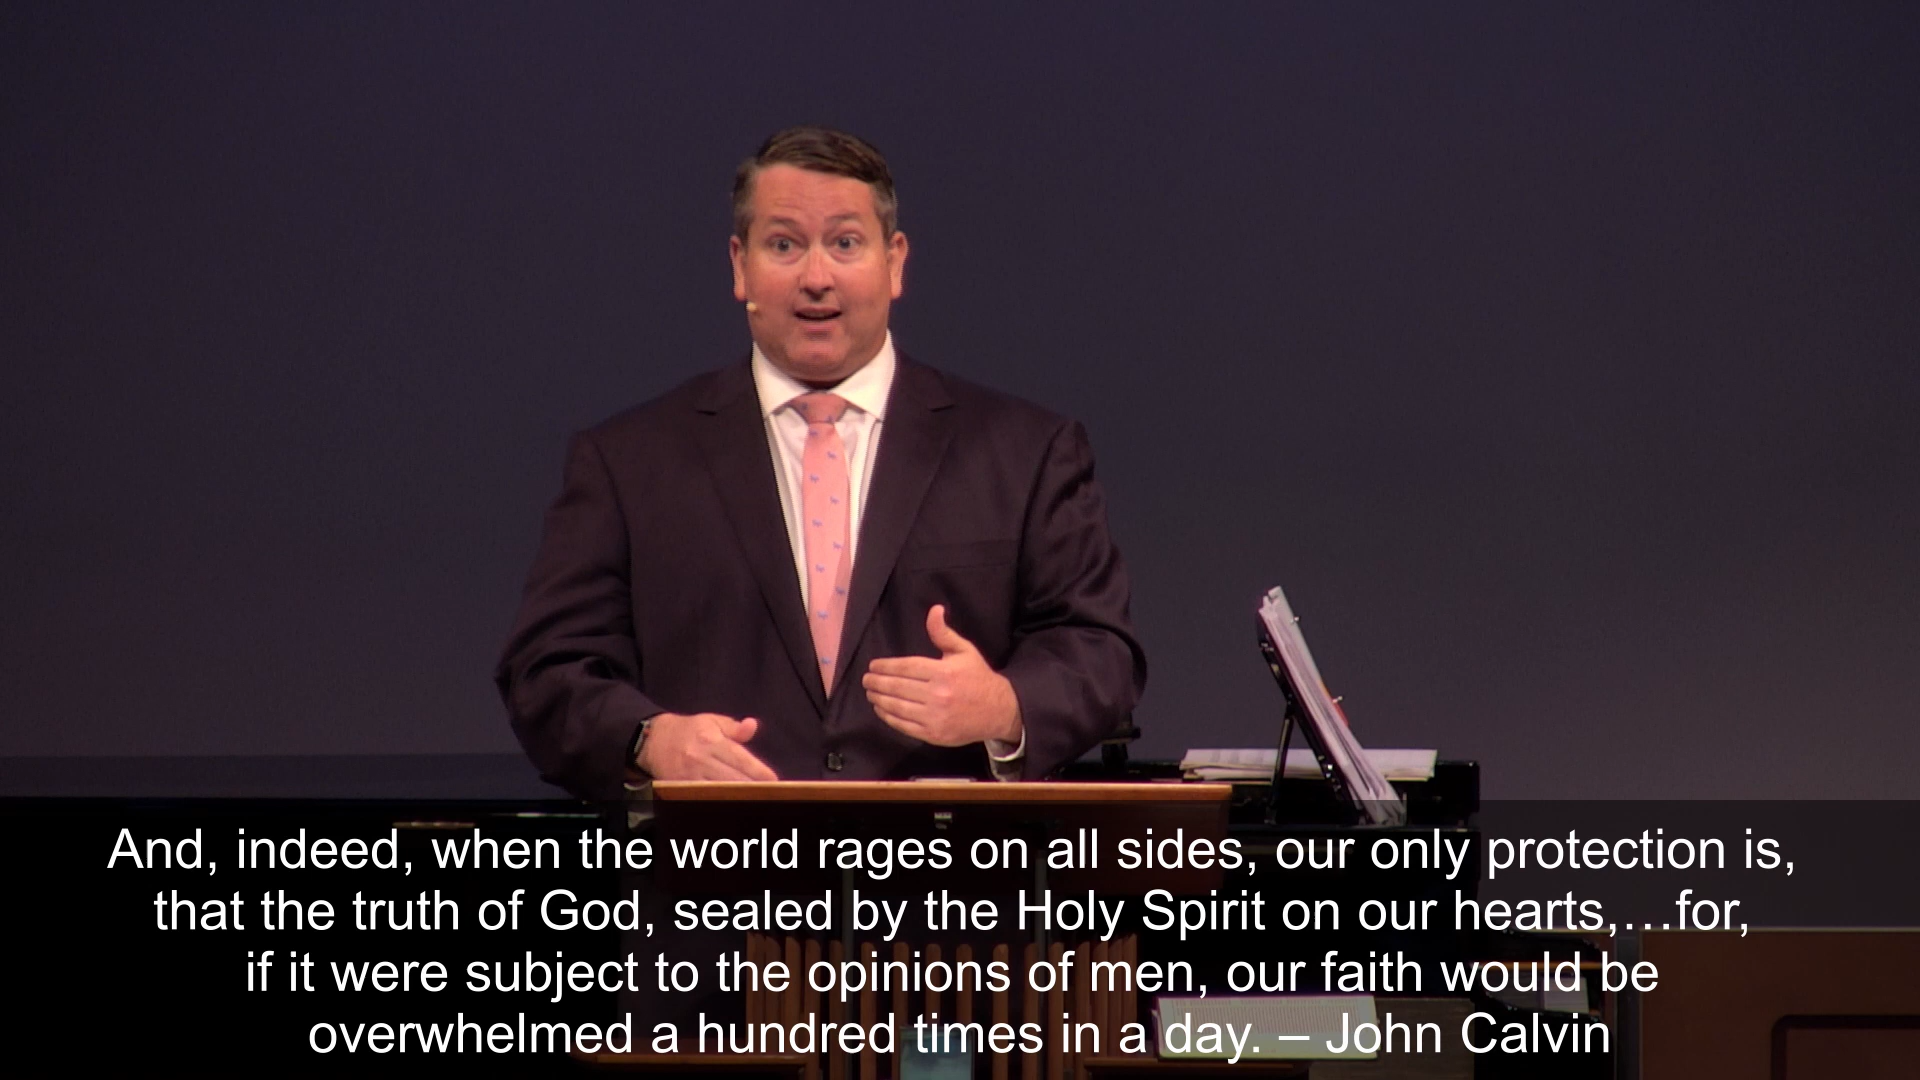 And, indeed, when the world rages on all sides, our only protection is,
that the truth of God, sealed by the Holy Spirit on our hearts,…for,
if it were subject to the opinions of men, our faith would be
overwhelmed a hundred times in a day. – John Calvin